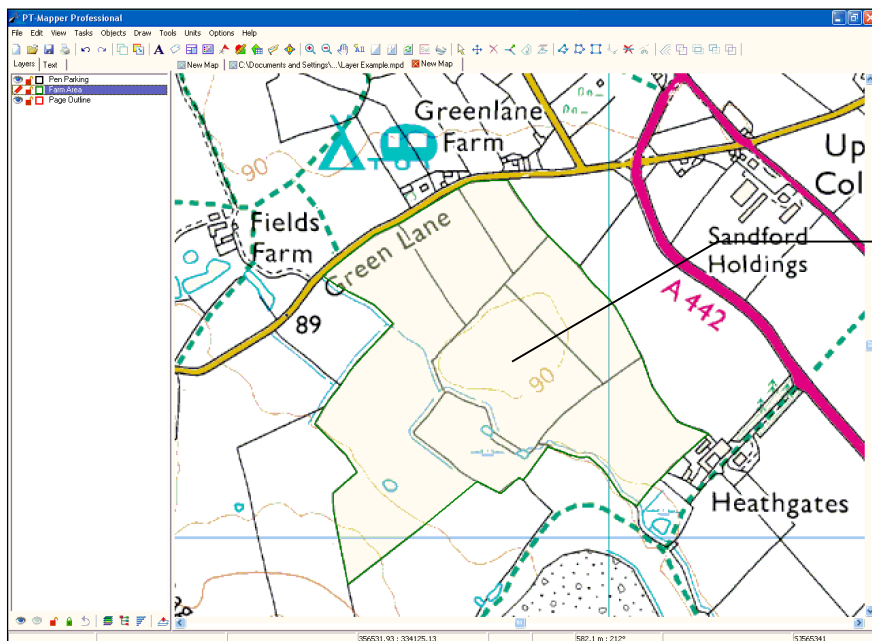 PT-Mapper Professional
File Edit View Tasks Objects Draw Tools Units Options Help
A All
Layers Text
New Map C:\Documents and Settings\...\Layer Example.mpd New Map
Pen Parking
Farm Area
Page Outline
Greenlane
Farm
90
Up
Col
Fields
Farm
Green Lane
Sandford
Holdings
A 442
89
90
Heathgates
356531.93 : 334125.13 582.1 m : 212°